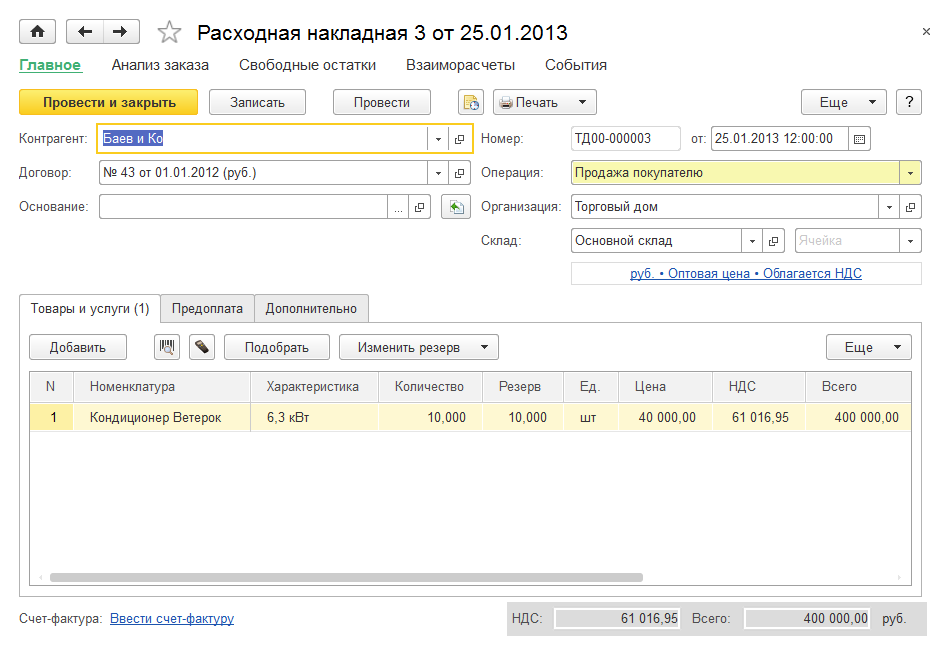 Расходная накладная 3 от 25.01.2013
Главное Анализ заказа Свободные остатки Взаиморасчеты События
Провести и закрыть Записать Провести Печать Еще ?
Контрагент: Баев и Ко Номер: ТД00-000003 от: 25.01.2013 12:00:00
Договор: № 43 от 01.01.2012 (руб.) Операция: Продажа покупателю
Основание: ... Организация: Торговый дом
Склад: Основной склад Ячейка
руб. • Оптовая цена • Облагается НДС
Товары и услуги (1) Предоплата Дополнительно
Добавить Подобрать Изменить резерв Еще
N Номенклатура Характеристика Количество Резерв Ед. Цена НДС Всего
1 Кондиционер Ветерок 6,3 кВт 10,000 10,000 шт 40 000,00 61 016,95 400 000,00
Счет-фактура: Ввести счет-фактуру НДС: 61 016,95 Всего: 400 000,00 руб.